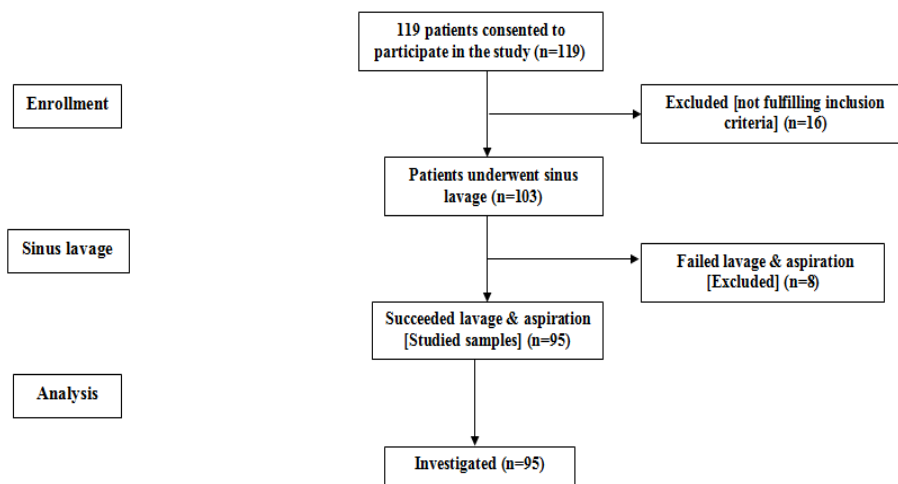 119 patients consented to
participate in the study (n=119)
Enrollment
Excluded [not fulfilling inclusion
criteria] (n=16)
Patients underwent sinus
lavage (n=103)
Sinus lavage
Failed lavage & aspiration
[Excluded] (n=8)
Succeeded lavage & aspiration
[Studied samples] (n=95)
Analysis
Investigated (n=95)